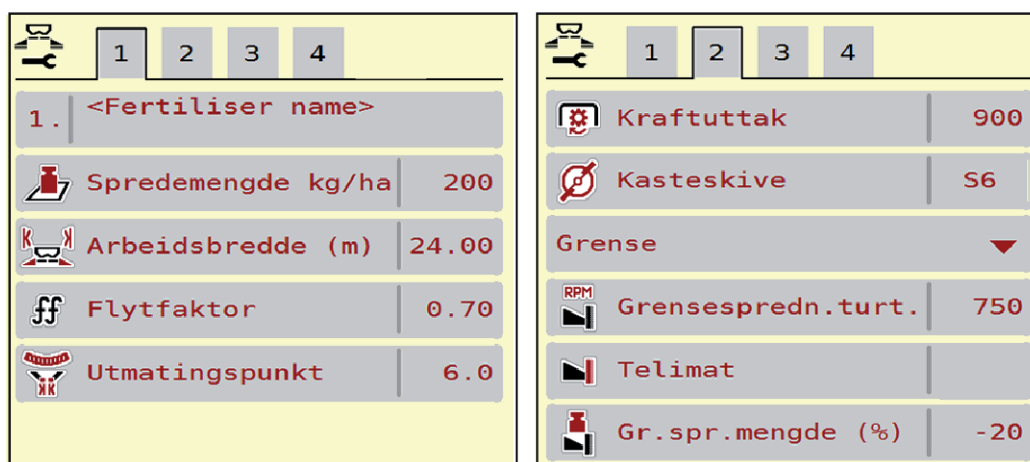 1 2 3 4
1. <Fertiliser name>
Spredemengde kg/ha 200
K K Arbeidsbredde (m) 24.00
ff Flytfaktor 0.70
KK Utmatingspunkt 6.0
1 2 3 4
Kraftuttak 900
Kasteskive S6
Grense
RPM Grensespredn.turt. 750
Telimat
Gr.spr.mengde (%) -20